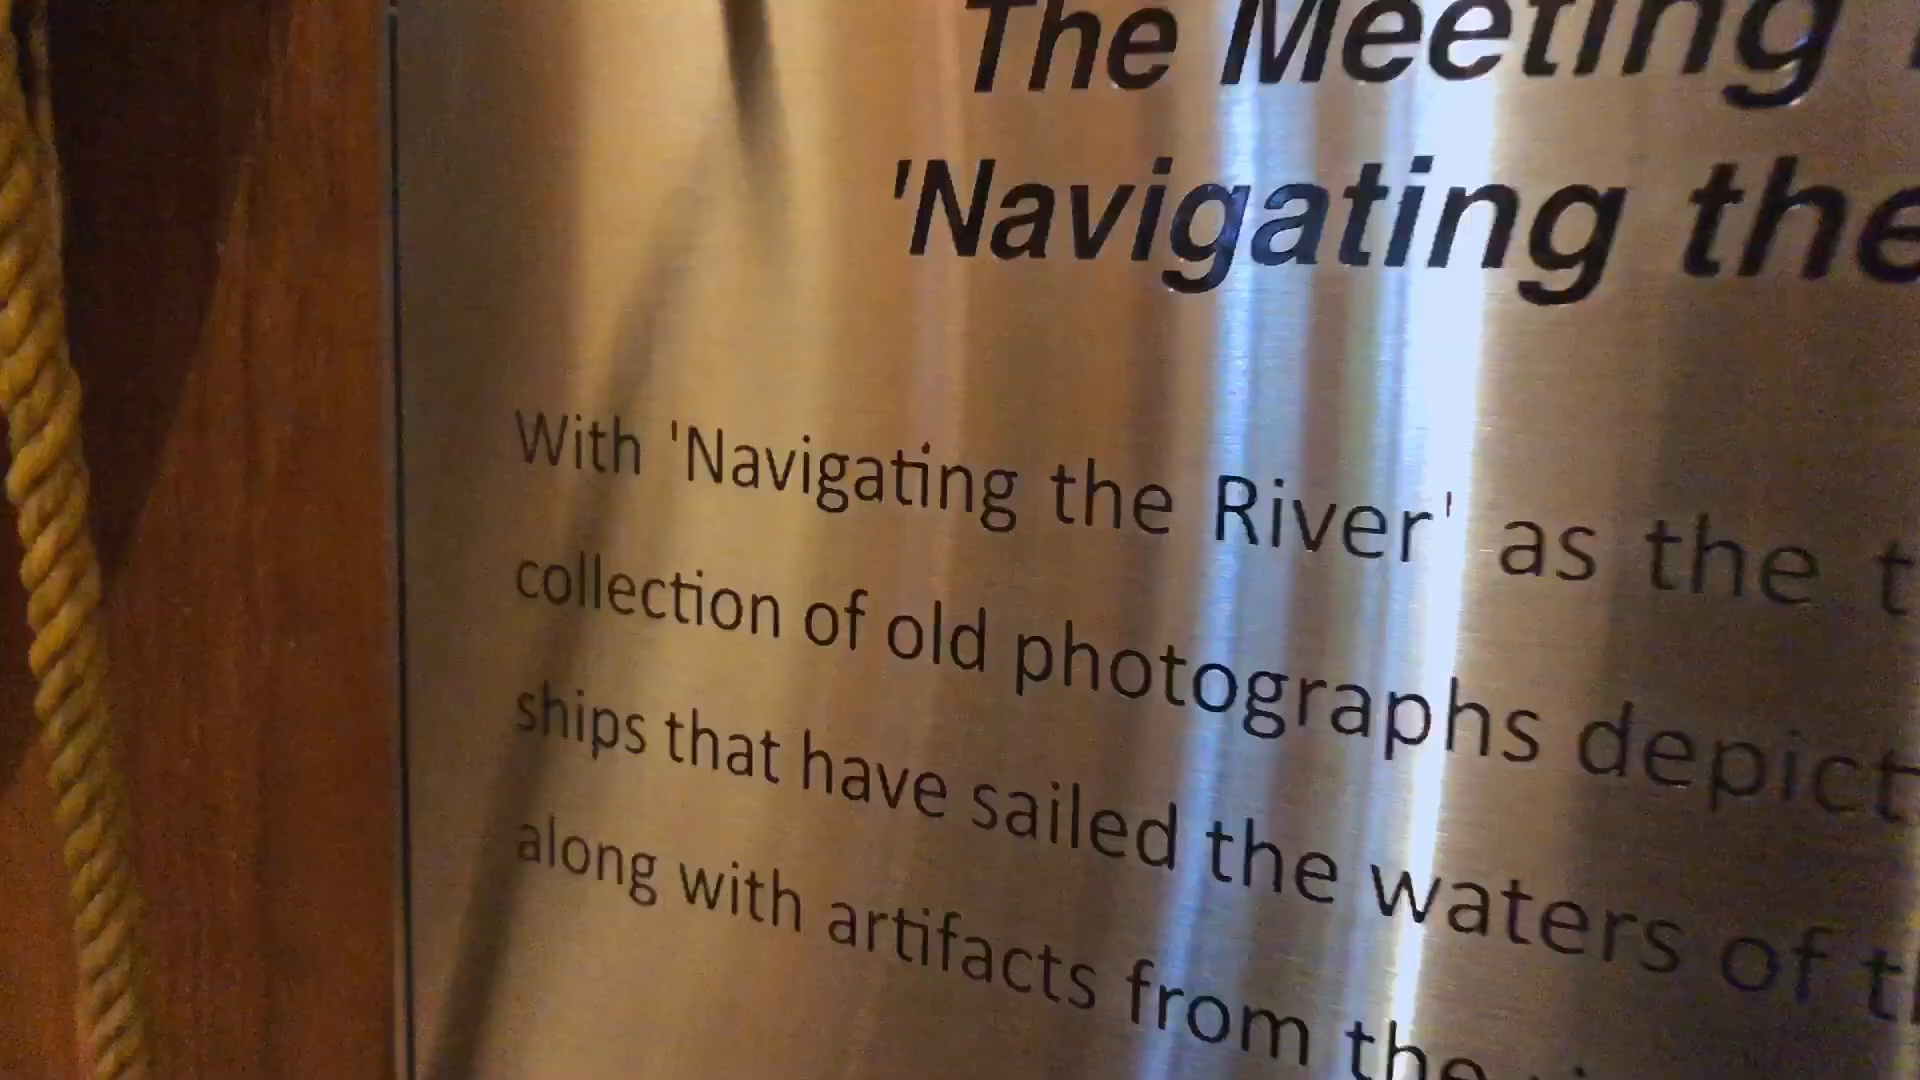 The Meeting
'Navigating the
With 'Navigating the River' as the
collection of old photographs depict
ships that have sailed the waters of
along with artifacts from the